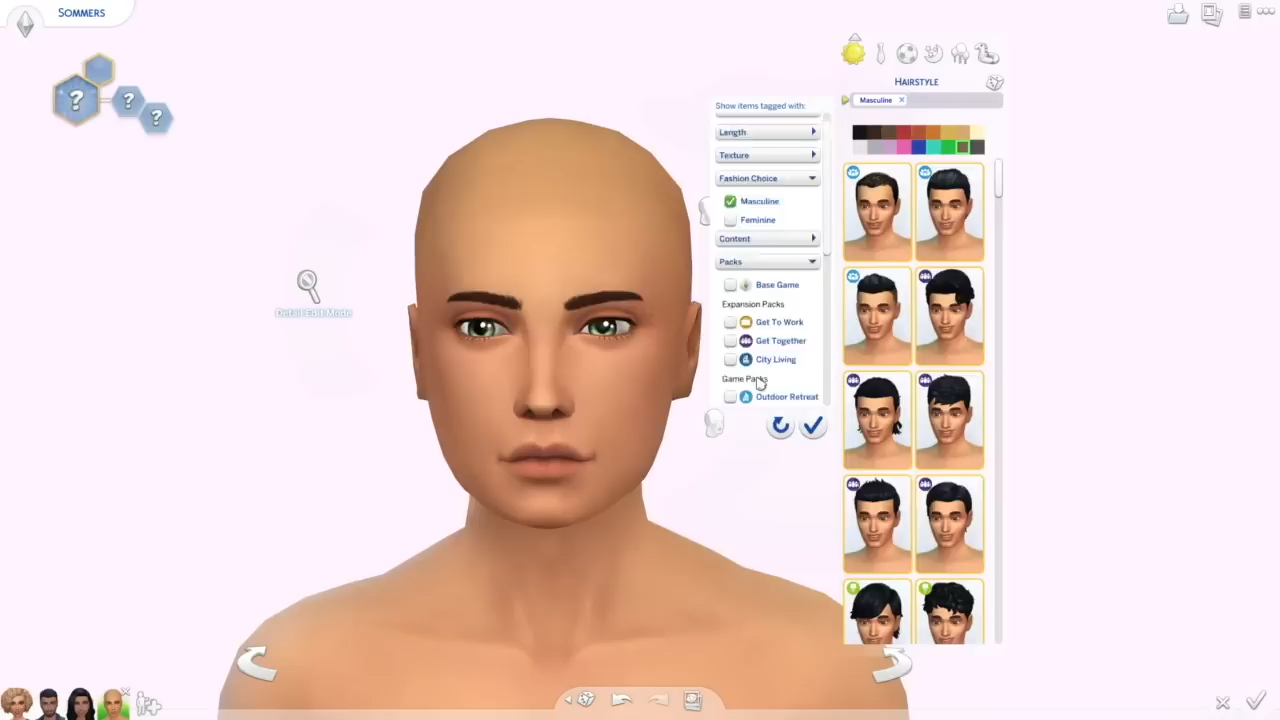 SOMMERS
HAIRSTYLE
Masculine
Show items tagged with:
Length
Texture
Fashion Choice
Masculine
Feminine
Content
Packs
Base Game
Expansion Packs
Get To Work
Get Together
City Living
Game Packs
Outdoor Retreat
Detail Edit Mode
?
?
?